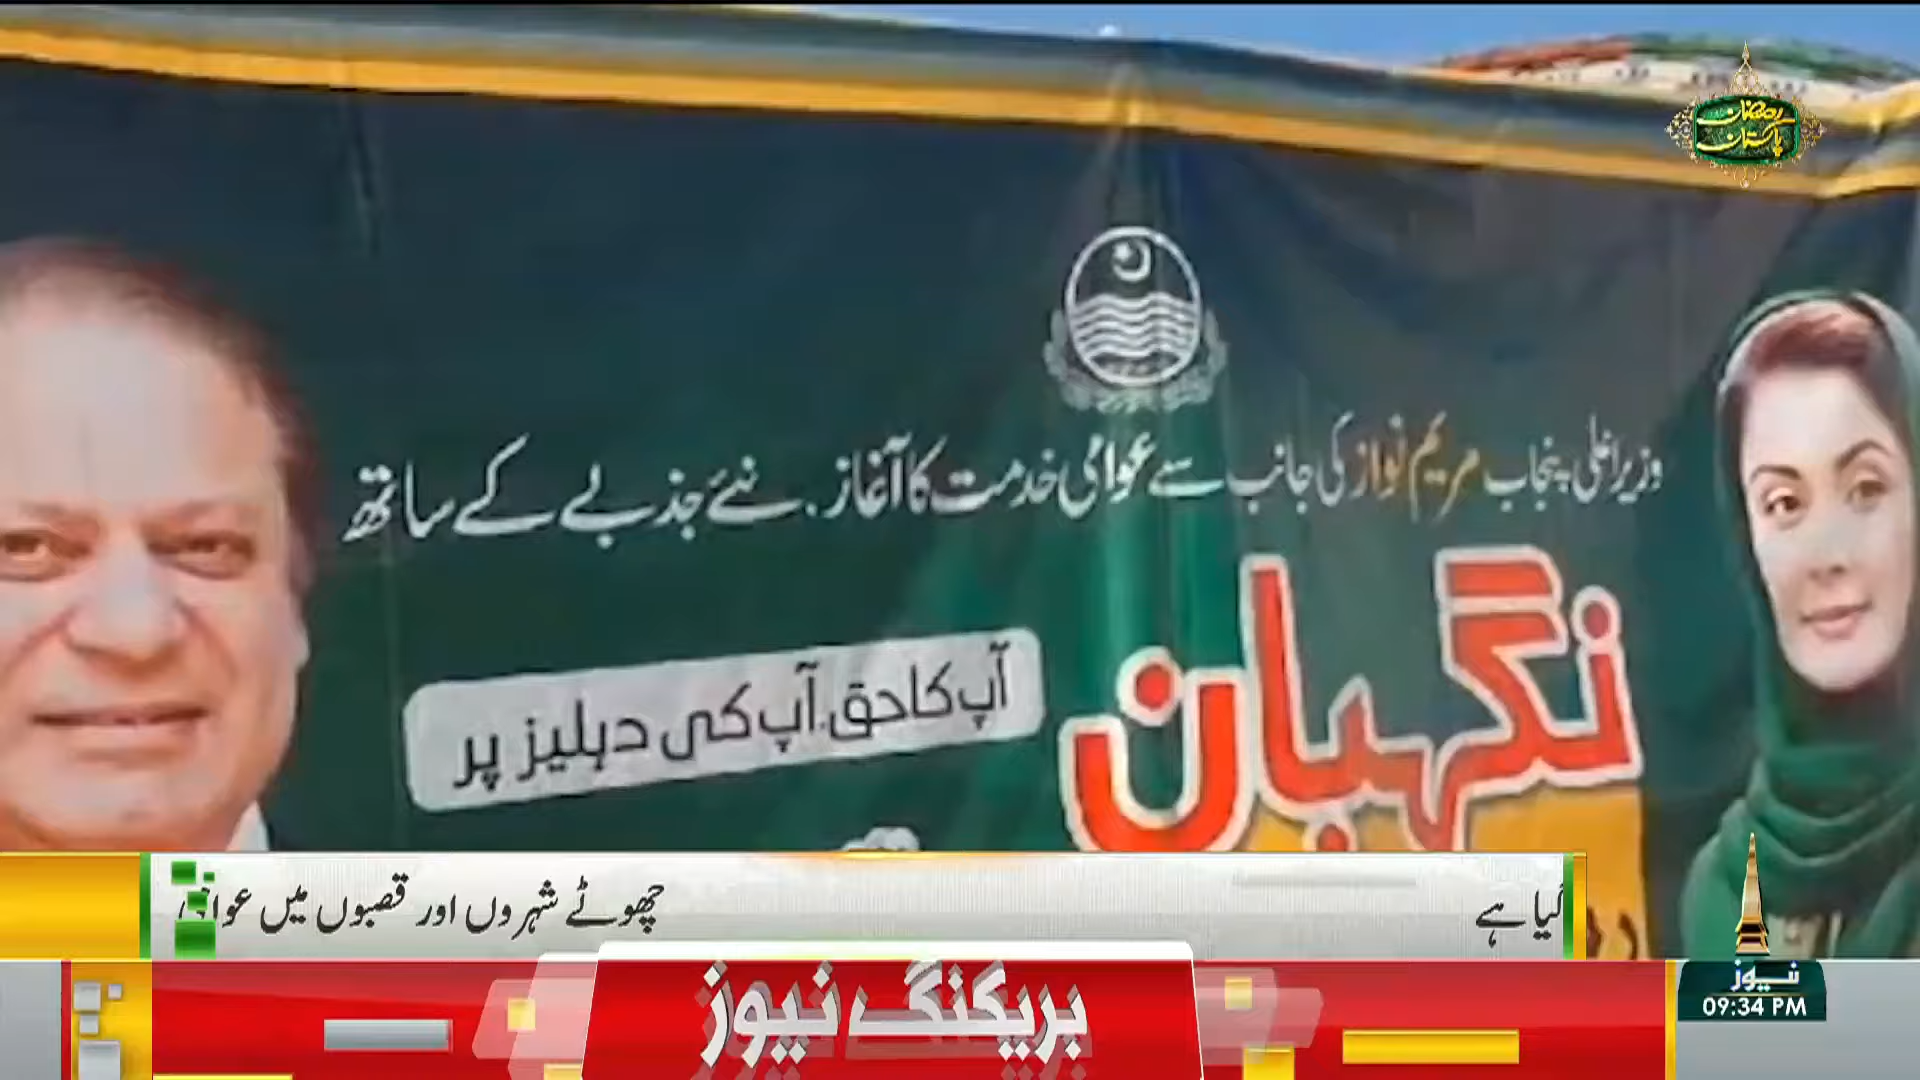 رمضان
پاکستان
وزیراعلیٰ پنجاب مریم نواز کی جانب سے عوامی خدمت کا آغاز. نئے جذبے کے ساتھ
نگہبان
آپ کا حق.آپ کی دہلیز پر
گیا ہے
چھوٹے شہروں اور قصبوں میں
بریکنگ نیوز
نیوز
09:34 PM